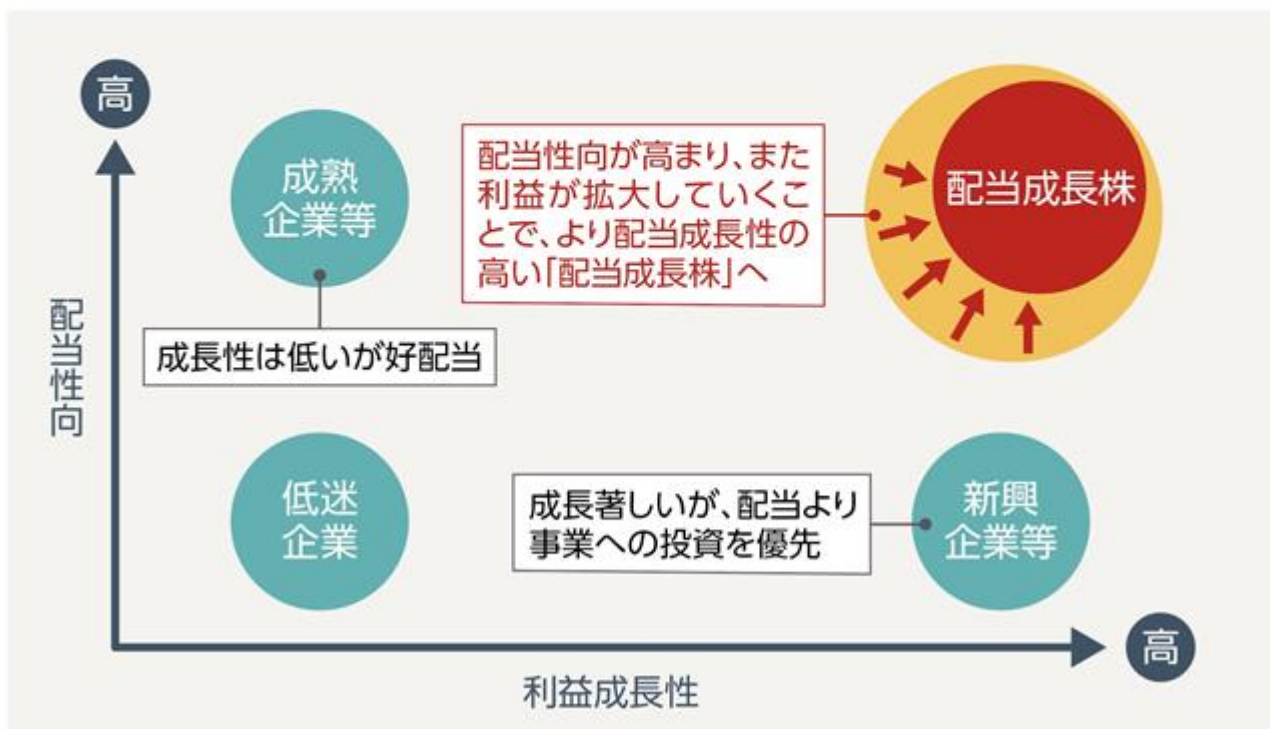 高
成熟
企業等
配当性向が高まり、また
利益が拡大していくこ
とで、より配当成長性の
高い「配当成長株」へ
配当成長株
成長性は低いが好配当
配当性向
低迷
企業
成長著しいが、配当より
事業への投資を優先
新興
企業等
高
利益成長性